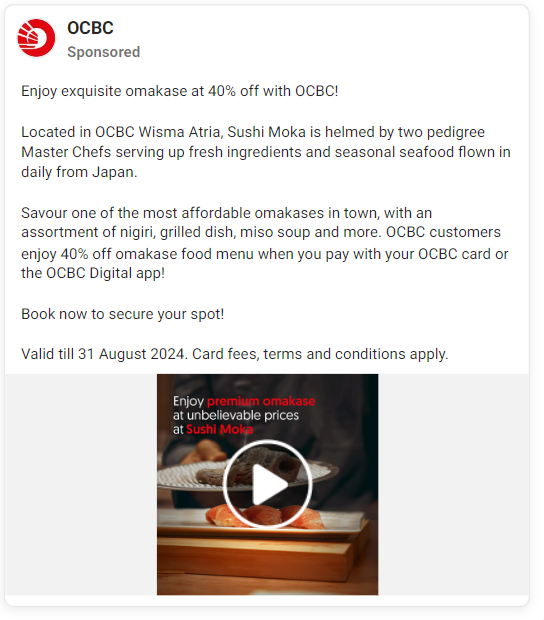 OCBC
Sponsored
Enjoy exquisite omakase at 40% off with OCBC!
Located in OCBC Wisma Atria, Sushi Moka is helmed by two pedigree
Master Chefs serving up fresh ingredients and seasonal seafood flown in
daily from Japan.
Savour one of the most affordable omakases in town, with an
assortment of nigiri, grilled dish, miso soup and more. OCBC customers
enjoy 40% off omakase food menu when you pay with your OCBC card or
the OCBC Digital app!
Book now to secure your spot!
Valid till 31 August 2024. Card fees, terms and conditions apply.
Enjoy premium omakase
at unbelievable prices
at Sushi Moka